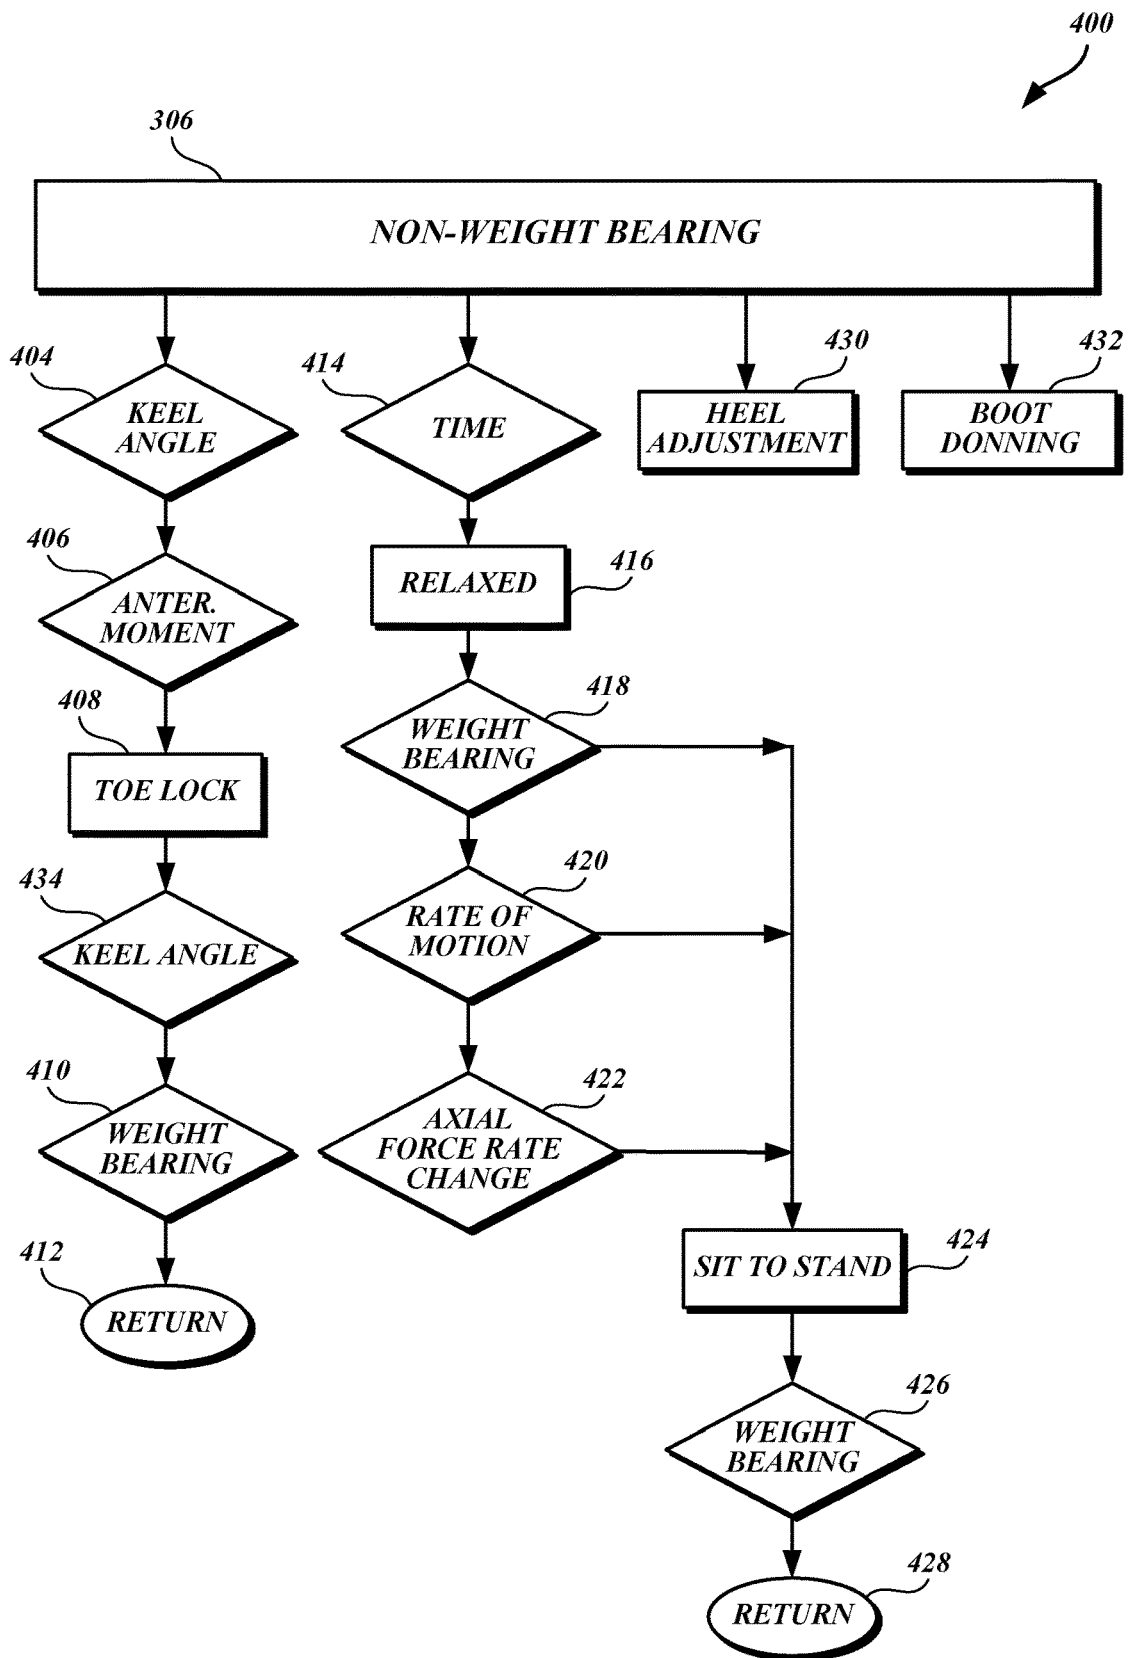 400
306
NON-WEIGHT BEARING
404
KEEL
ANGLE
414
TIME
430
HEEL
ADJUSTMENT
432
BOOT
DONNING
406
ANTER.
MOMENT
RELAXED
416
408
TOE LOCK
WEIGHT
BEARING
418
434
KEEL ANGLE
RATE OF
MOTION
420
410
WEIGHT
BEARING
AXIAL
FORCE RATE
CHANGE
422
412
RETURN
SIT TO STAND
424
WEIGHT
BEARING
426
RETURN
428